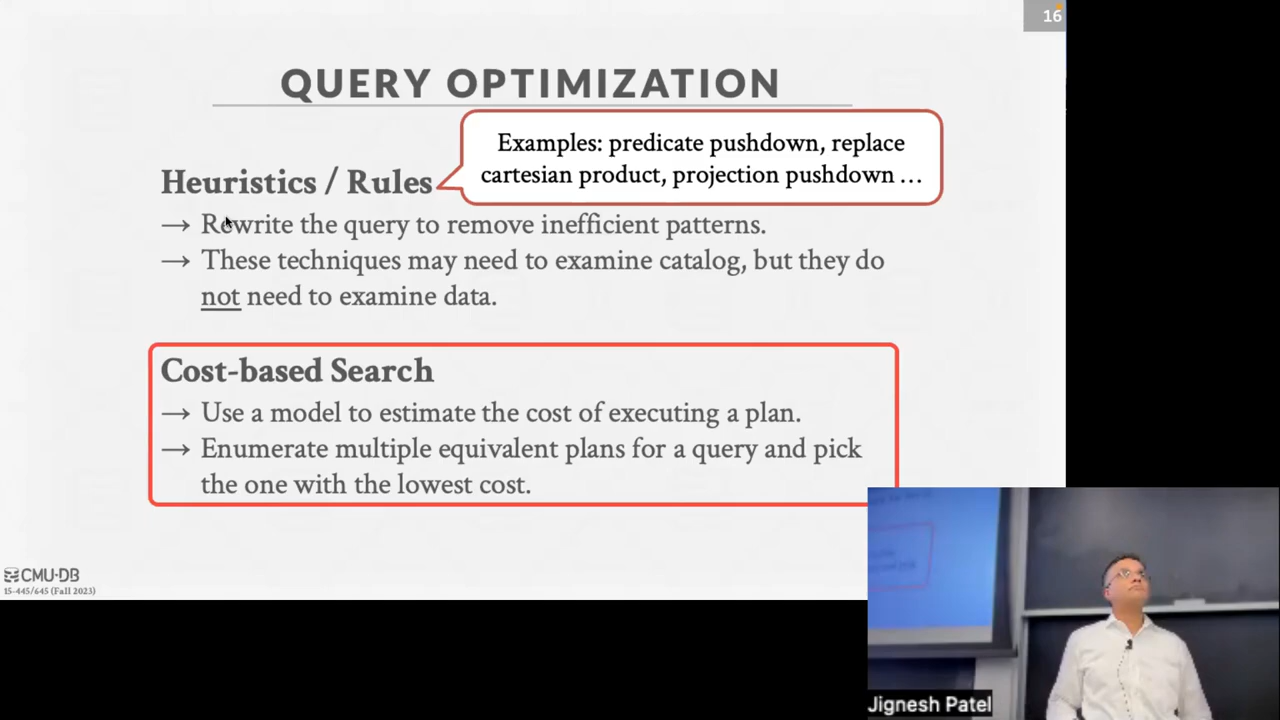 16
QUERY OPTIMIZATION
Examples: predicate pushdown, replace
cartesian product, projection pushdown …
Heuristics / Rules
→ Rewrite the query to remove inefficient patterns.
→ These techniques may need to examine catalog, but they do
not need to examine data.
Cost-based Search
→ Use a model to estimate the cost of executing a plan.
→ Enumerate multiple equivalent plans for a query and pick
the one with the lowest cost.
CMU·DB
15-445/645 (Fall 2023)
Jignesh Patel